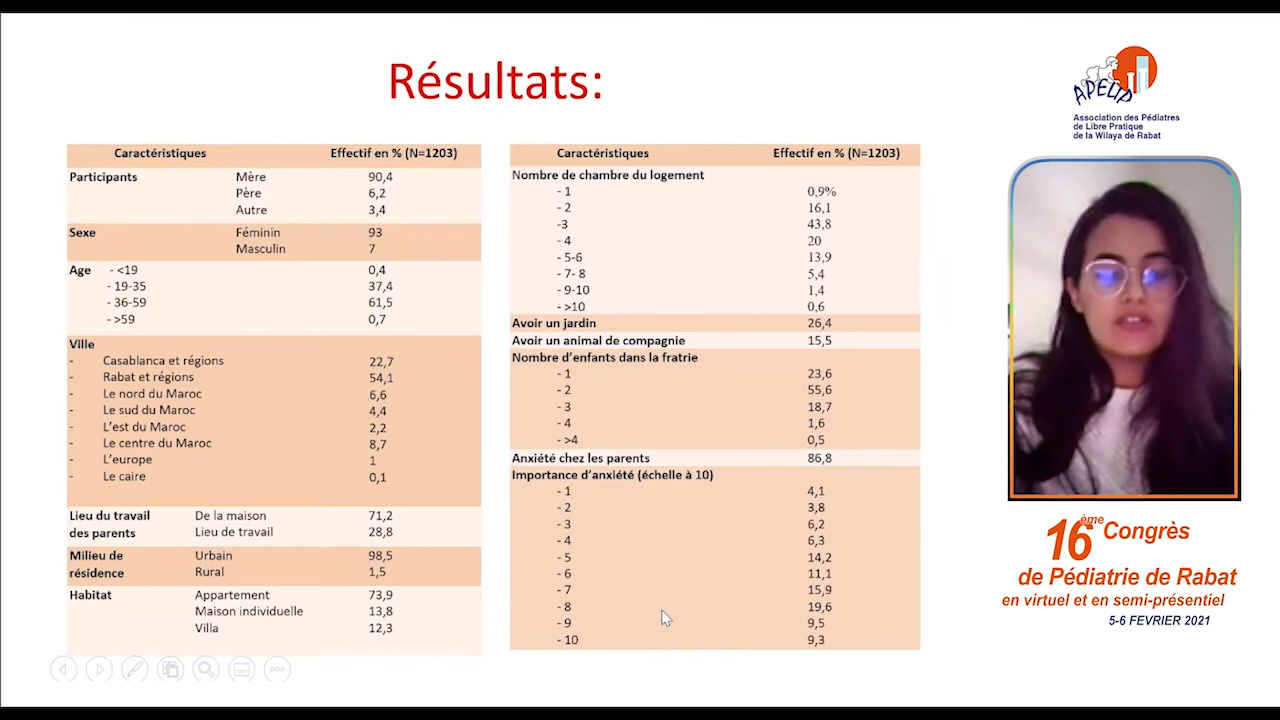 Résultats:
Caractéristiques Effectif en % (N=1203)
Participants Mère 90,4
Père 6,2
Autre 3,4
Sexe Féminin 93
Masculin 7
Age - <19 0,4
- 19-35 37,4
- 36-59 61,5
- >59 0,7
Ville
- Casablanca et régions 22,7
- Rabat et régions 54,1
- Le nord du Maroc 6,6
- Le sud du Maroc 4,4
- L'est du Maroc 2,2
- Le centre du Maroc 8,7
- L'europe 1
- Le caire 0,1
Lieu du travail De la maison 71,2
des parents Lieu de travail 28,8
Milieu de Urbain 98,5
résidence Rural 1,5
Habitat Appartement 73,9
Maison individuelle 13,8
Villa 12,3
Caractéristiques Effectif en % (N=1203)
Nombre de chambre du logement
- 1 0,9%
- 2 16,1
-3 43,8
- 4 20
- 5-6 13,9
- 7- 8 5,4
- 9-10 1,4
- >10 0,6
Avoir un jardin 26,4
Avoir un animal de compagnie 15,5
Nombre d'enfants dans la fratrie
- 1 23,6
- 2 55,6
- 3 18,7
- 4 1,6
- >4 0,5
Anxiété chez les parents 86,8
Importance d'anxiété (échelle à 10)
- 1 4,1
- 2 3,8
- 3 6,2
- 4 6,3
- 5 14,2
- 6 11,1
- 7 15,9
- 8 19,6
- 9 9,5
- 10 9,3
APELIP
Association des Pédiatres
de Libre Pratique
de la Wilaya de Rabat
16ème Congrès
de Pédiatrie de Rabat
en virtuel et en semi-présentiel
5-6 FEVRIER 2021